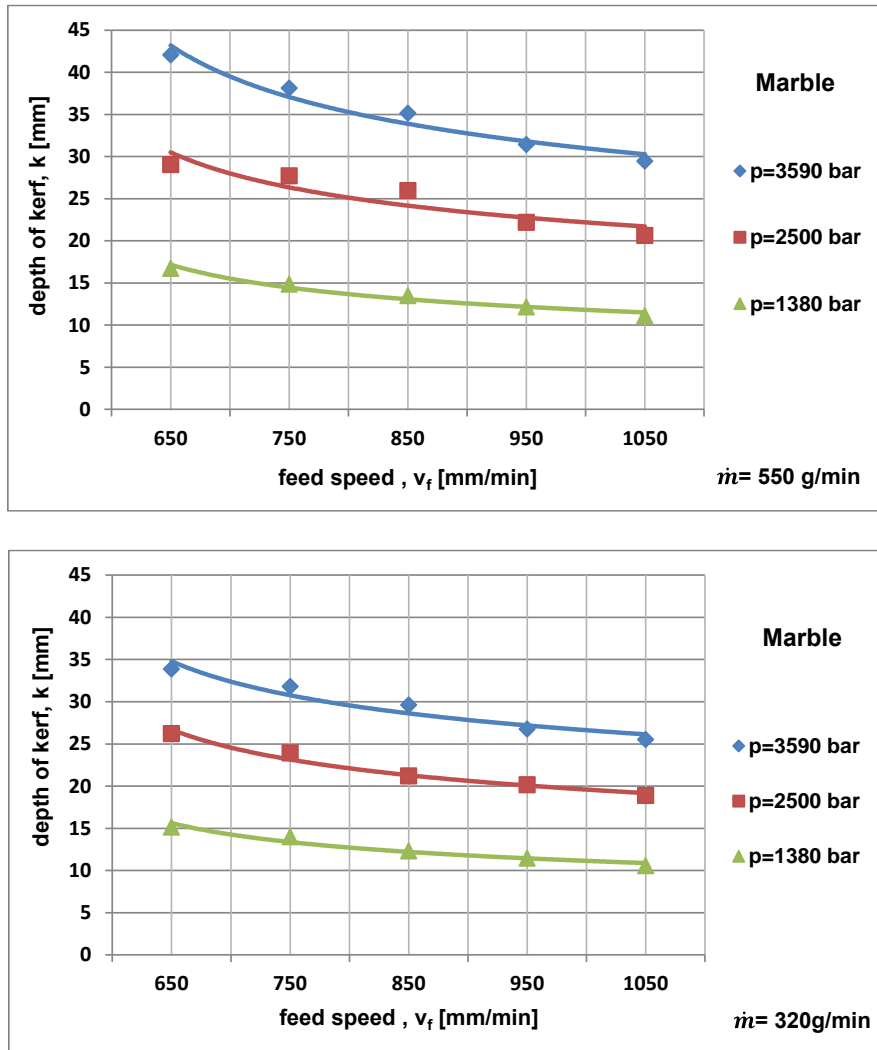 45
40
35
30
25
20
15
10
5
0
depth of kerf, k [mm]
650 750 850 950 1050
feed speed , vf [mm/min]
Marble
p=3590 bar
p=2500 bar
p=1380 bar
ṁ= 550 g/min
45
40
35
30
25
20
15
10
5
0
depth of kerf, k [mm]
650 750 850 950 1050
feed speed , vf [mm/min]
Marble
p=3590 bar
p=2500 bar
p=1380 bar
ṁ= 320g/min